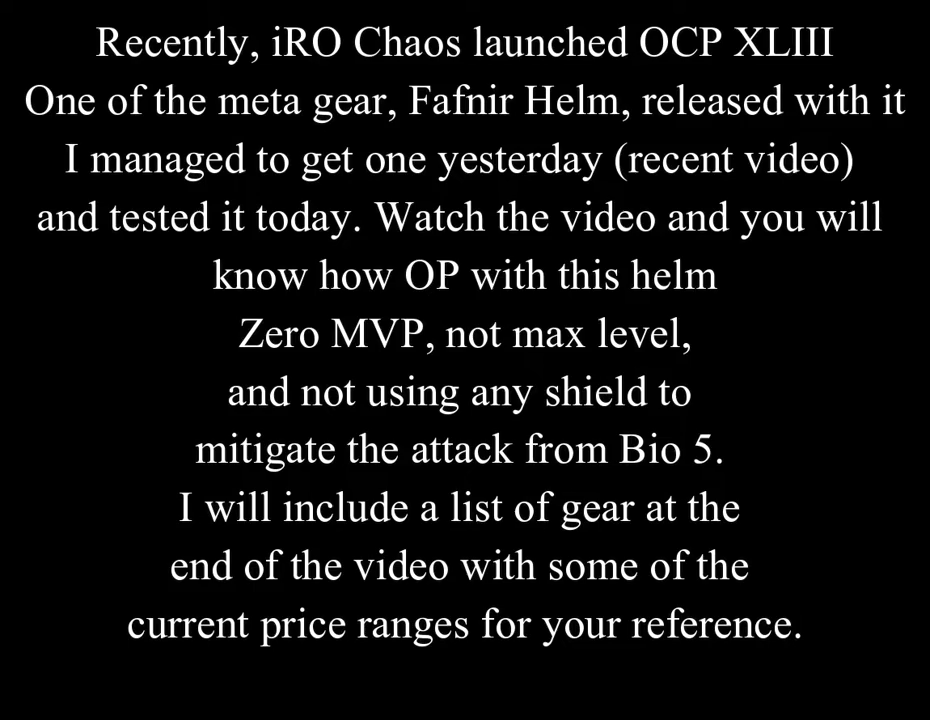 Recently, iRO Chaos launched OCP XLIII
One of the meta gear, Fafnir Helm, released with it
I managed to get one yesterday (recent video)
and tested it today. Watch the video and you will
know how OP with this helm
Zero MVP, not max level,
and not using any shield to
mitigate the attack from Bio 5.
I will include a list of gear at the
end of the video with some of the
current price ranges for your reference.